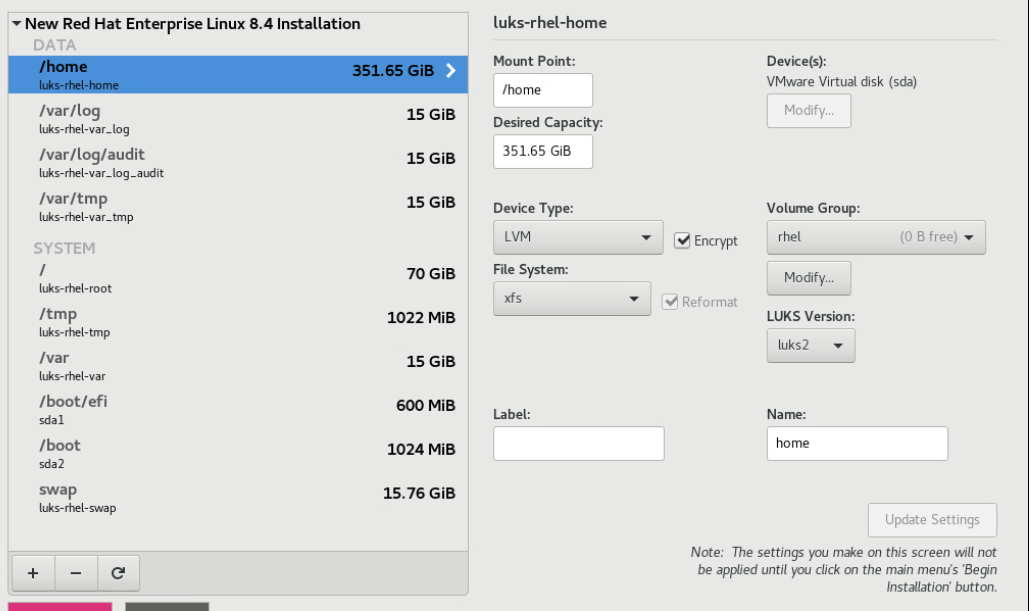 New Red Hat Enterprise Linux 8.4 Installation
DATA
/home
351.65 GiB
luks-rhel-home
/var/log
15 GiB
luks-rhel-var_log
/var/log/audit
15 GiB
luks-rhel-var_log_audit
/var/tmp
15 GiB
luks-rhel-var_tmp
SYSTEM
/
70 GiB
luks-rhel-root
/tmp
1022 MiB
luks-rhel-tmp
/var
15 GiB
luks-rhel-var
/boot/efi
600 MiB
sda1
/boot
1024 MiB
sda2
swap
15.76 GiB
luks-rhel-swap
luks-rhel-home
Mount Point:
/home
Device(s):
VMware Virtual disk (sda)
Modify...
Desired Capacity:
351.65 GiB
Device Type:
LVM
Encrypt
Volume Group:
rhel (0 B free)
Modify...
File System:
xfs
Reformat
LUKS Version:
luks2
Label:
Name:
home
Update Settings
Note: The settings you make on this screen will not
be applied until you click on the main menu's 'Begin
Installation' button.